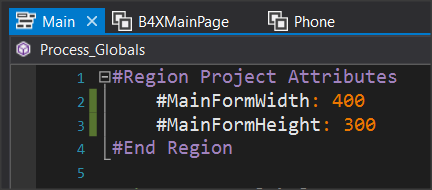 Main × B4XMainPage Phone
Process_Globals
1 #Region Project Attributes
2 #MainFormWidth: 400
3 #MainFormHeight: 300
4 #End Region
5